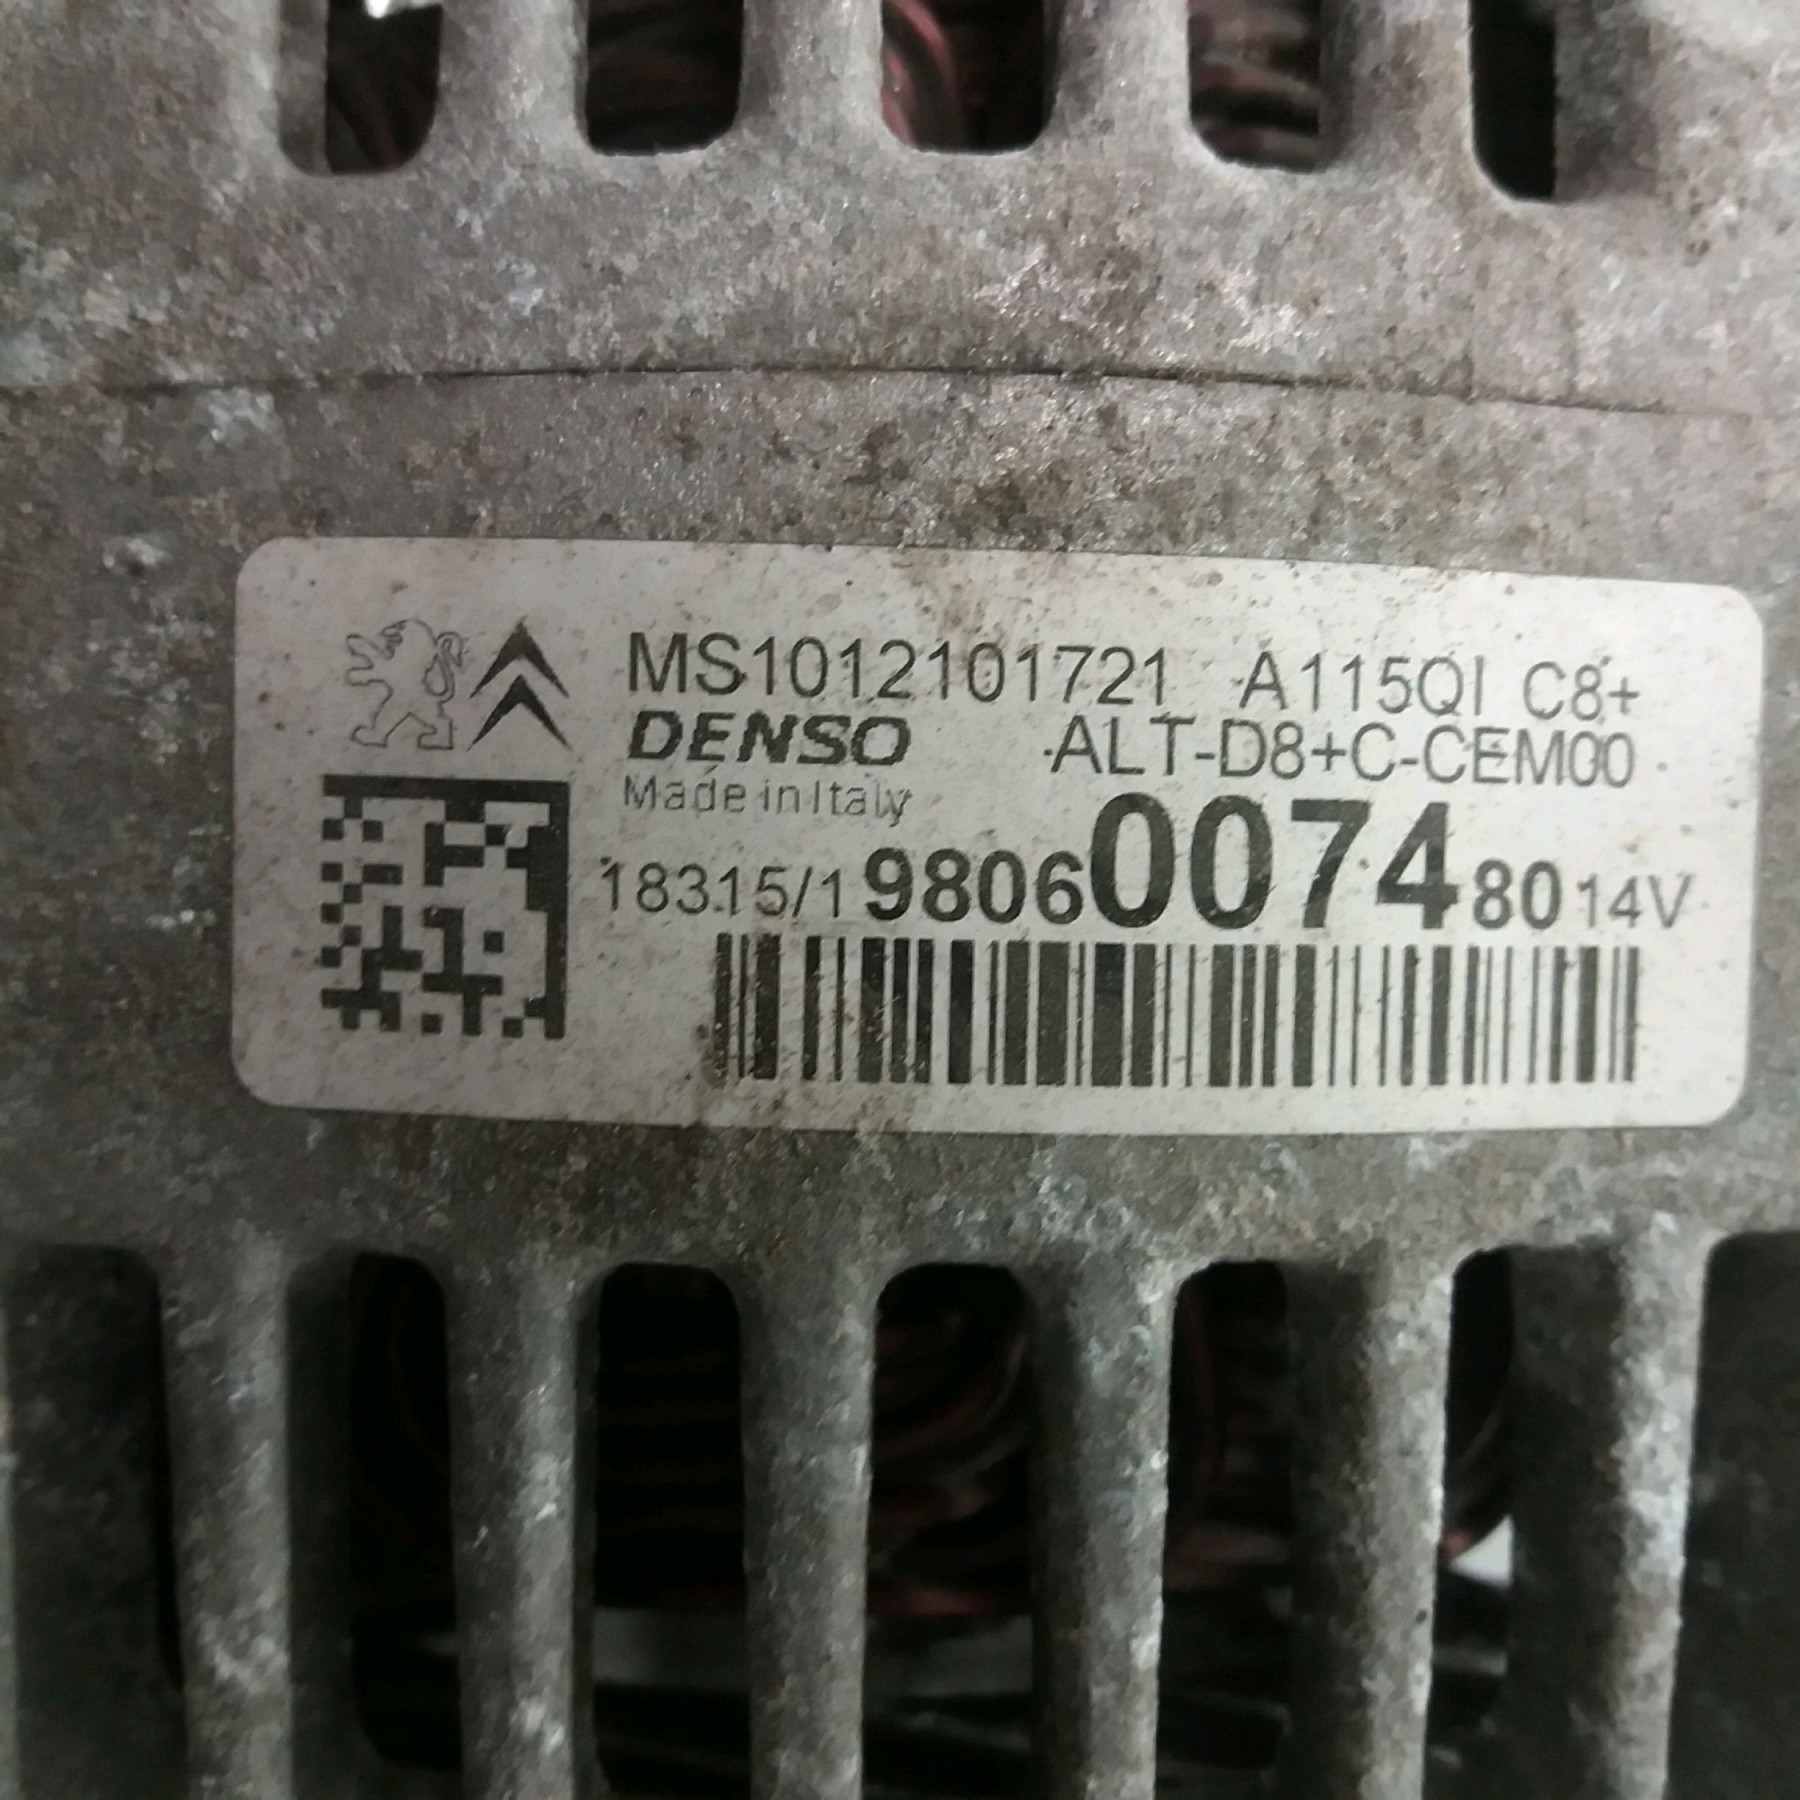 MS1012101721 A115QI C8+
DENSO ALT-D8+C-CEM00
Made in Italy
18315/1 9806007480 14V